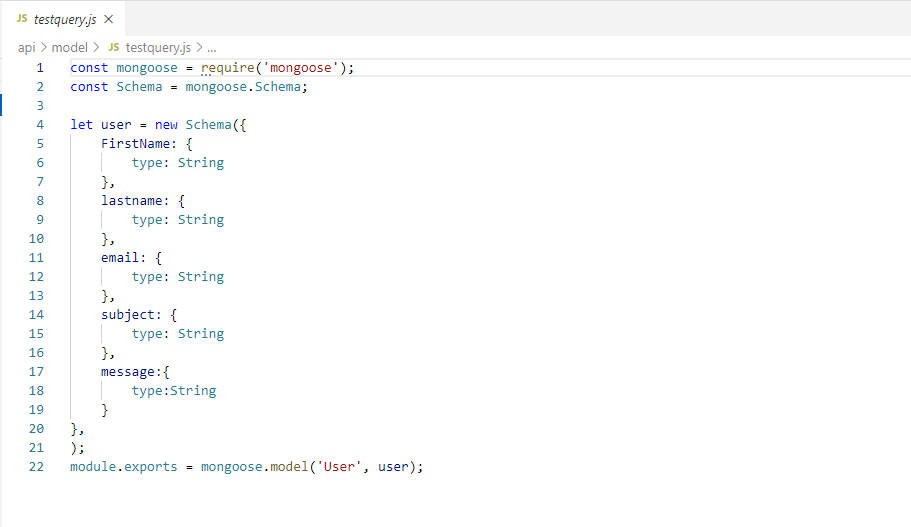 JS testquery.js ×
api > model > JS testquery.js > ...
1 const mongoose = require('mongoose');
2 const Schema = mongoose.Schema;
3
4 let user = new Schema({
5     FirstName: {
6         type: String
7     },
8     lastname: {
9         type: String
10     },
11     email: {
12         type: String
13     },
14     subject: {
15         type: String
16     },
17     message:{
18         type:String
19     }
20 },
21 );
22 module.exports = mongoose.model('User', user);